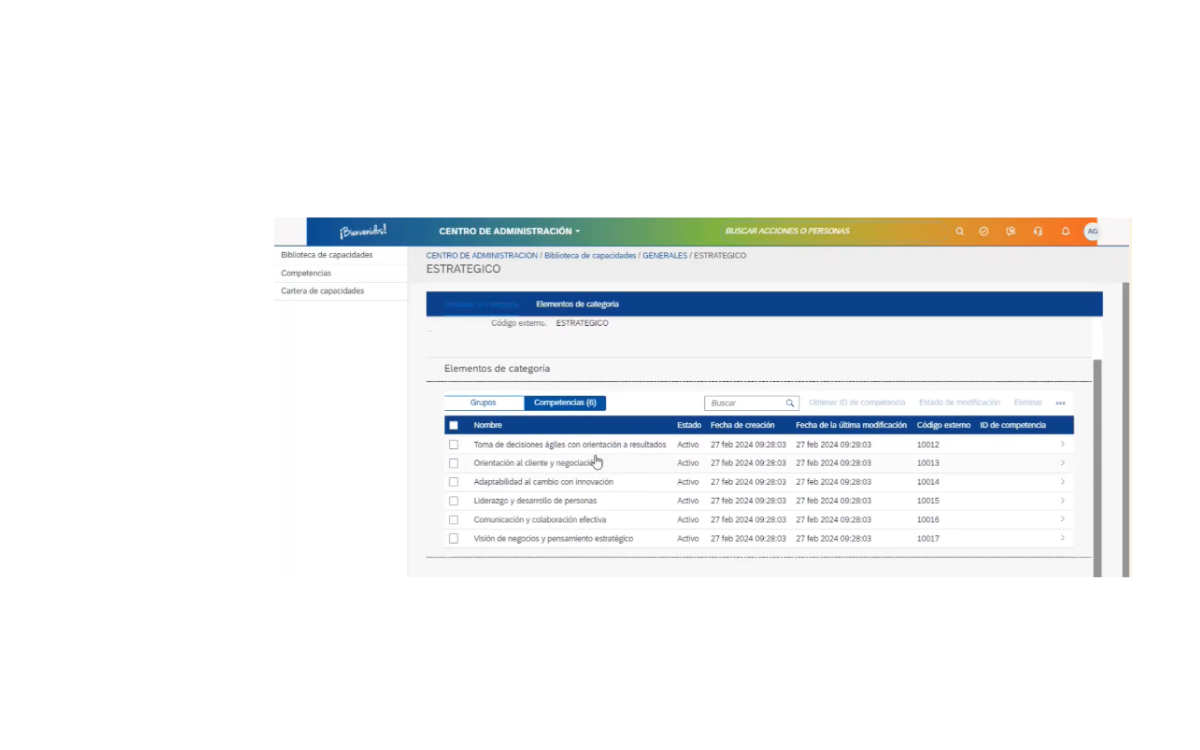 ¡Bienvenidos!
CENTRO DE ADMINISTRACIÓN
BUSCAR ACCIONES O PERSONAS
AG
Biblioteca de capacidades
Competencias
Cartera de capacidades
CENTRO DE ADMINISTRACIÓN / Biblioteca de capacidades / GENERALES / ESTRATEGICO
ESTRATEGICO
Elementos de categoría
Código externo. ESTRATEGICO
Elementos de categoría
Grupos Competencias (6) Buscar Obtener ID de competencia Estado de modificación Eliminar
Nombre Estado Fecha de creación Fecha de la última modificación Código externo ID de competencia
Toma de decisiones ágiles con orientación a resultados Activo 27 feb 2024 09:28:03 27 feb 2024 09:28:03 10012
Orientación al cliente y negociación Activo 27 feb 2024 09:28:03 27 feb 2024 09:28:03 10013
Adaptabilidad al cambio con innovación Activo 27 feb 2024 09:28:03 27 feb 2024 09:28:03 10014
Liderazgo y desarrollo de personas Activo 27 feb 2024 09:28:03 27 feb 2024 09:28:03 10015
Comunicación y colaboración efectiva Activo 27 feb 2024 09:28:03 27 feb 2024 09:28:03 10016
Visión de negocios y pensamiento estratégico Activo 27 feb 2024 09:28:03 27 feb 2024 09:28:03 10017